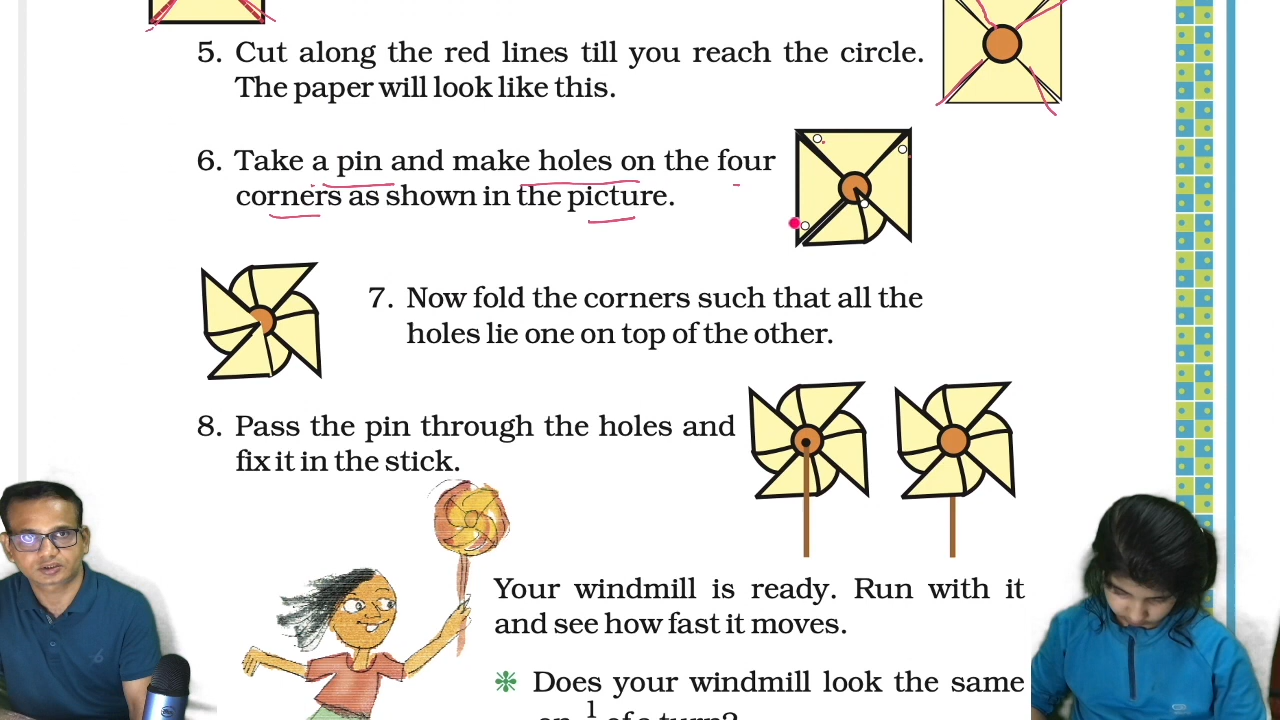 5. Cut along the red lines till you reach the circle.
The paper will look like this.
6. Take a pin and make holes on the four
corners as shown in the picture.
7. Now fold the corners such that all the
holes lie one on top of the other.
8. Pass the pin through the holes and
fix it in the stick.
Your windmill is ready. Run with it
and see how fast it moves.
❇ Does your windmill look the same
on 1 of a turn?